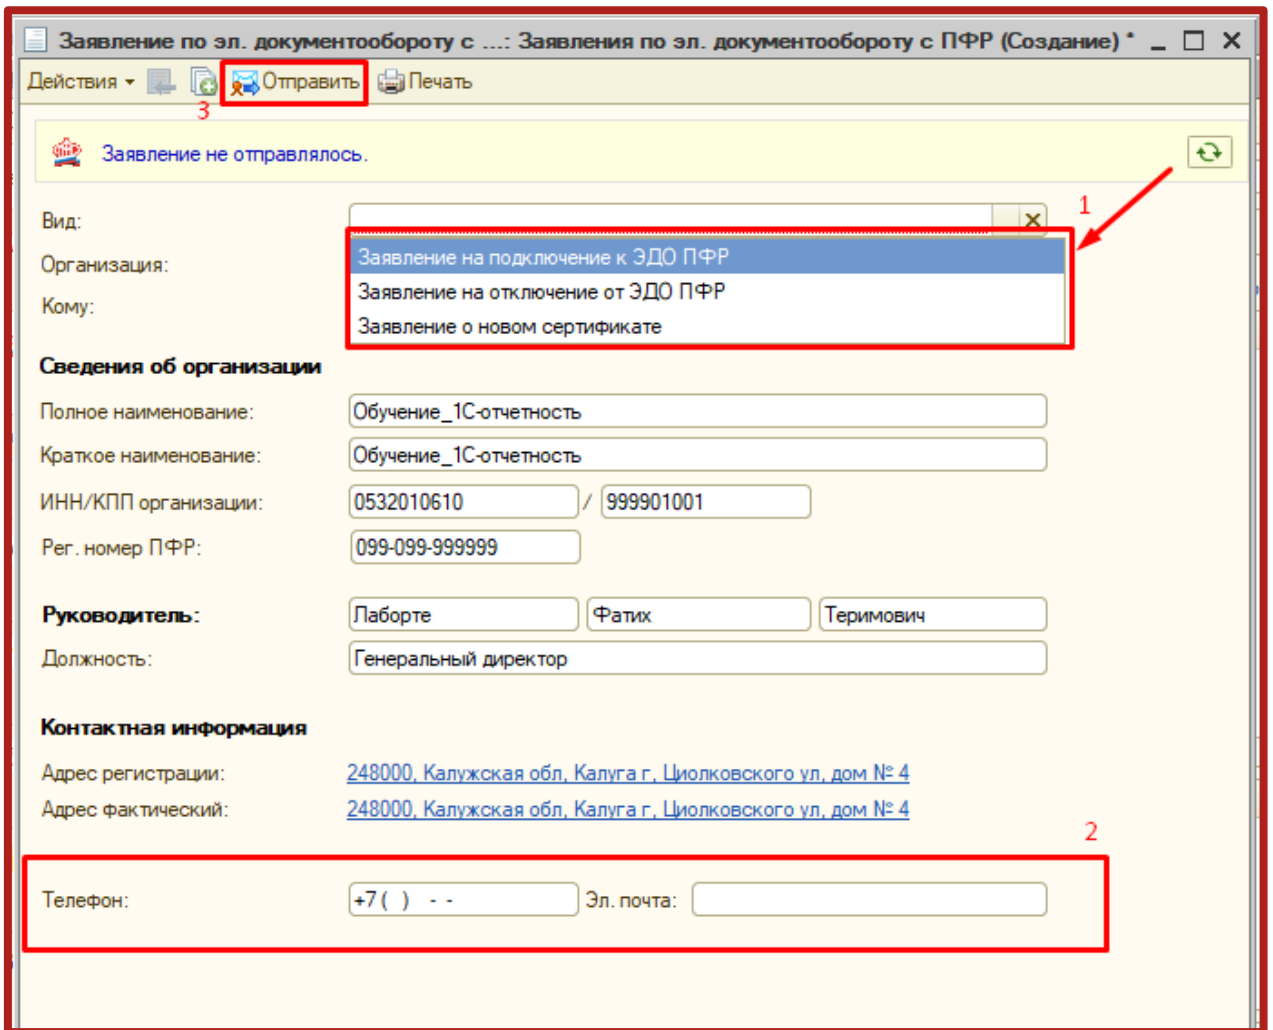 Заявление по эл. документообороту с ...: Заявления по эл. документообороту с ПФР (Создание) *
Действия Отправить Печать
3
Заявление не отправлялось.
1
Вид:
Заявление на подключение к ЭДО ПФР
Организация:
Заявление на отключение от ЭДО ПФР
Кому:
Заявление о новом сертификате
Сведения об организации
Полное наименование: Обучение_1С-отчетность
Краткое наименование: Обучение_1С-отчетность
ИНН/КПП организации: 0532010610 / 999901001
Рег. номер ПФР: 099-099-999999
Руководитель: Лаборте Фатих Теримович
Должность: Генеральный директор
Контактная информация
Адрес регистрации: 248000, Калужская обл, Калуга г, Циолковского ул, дом № 4
Адрес фактический: 248000, Калужская обл, Калуга г, Циолковского ул, дом № 4
2
Телефон: +7 ( ) - - Эл. почта: